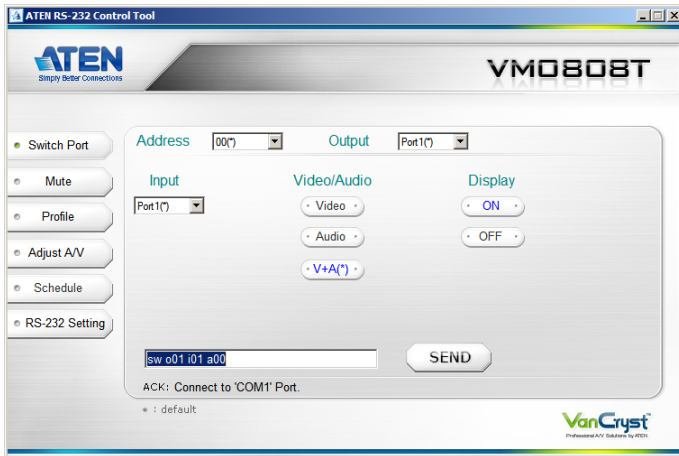 ATEN RS-232 Control Tool
ATEN
Simply Better Connections
VM0808T
Switch Port
Mute
Profile
Adjust A/V
Schedule
RS-232 Setting
Address 00(*) Output Port1(*)
Input Video/Audio Display
Port1(*) Video ON
Audio OFF
V+A(*)
sw o01 i01 a00 SEND
ACK: Connect to 'COM1' Port.
* : default
VanCryst™
Professional A/V Solutions by ATEN